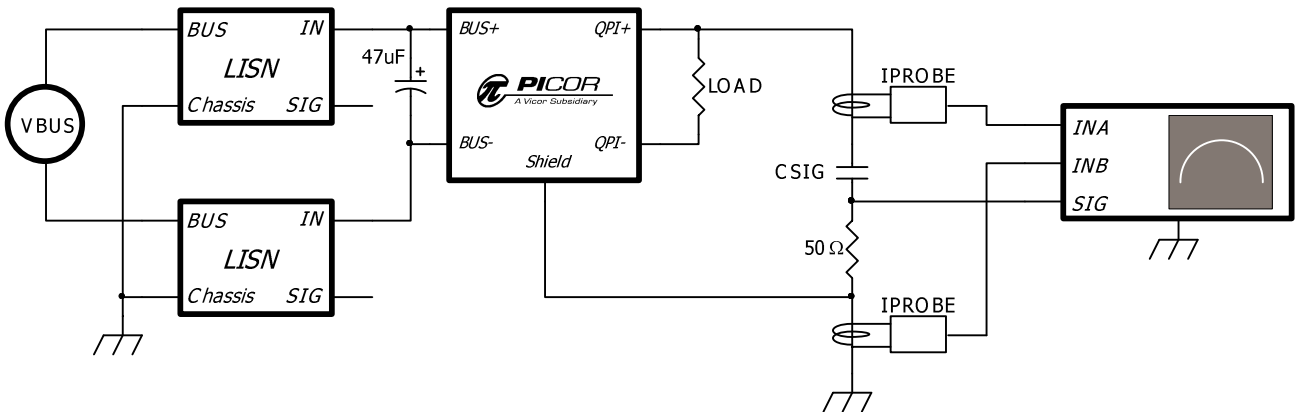 VBUS
BUS IN
LISN
Chassis SIG
BUS IN
LISN
Chassis SIG
47uF
+
BUS+ QPI+
PICOR
A Vicor Subsidiary
BUS- QPI-
Shield
LOAD
IPROBE
CSIG
50 Ω
IPROBE
INA
INB
SIG